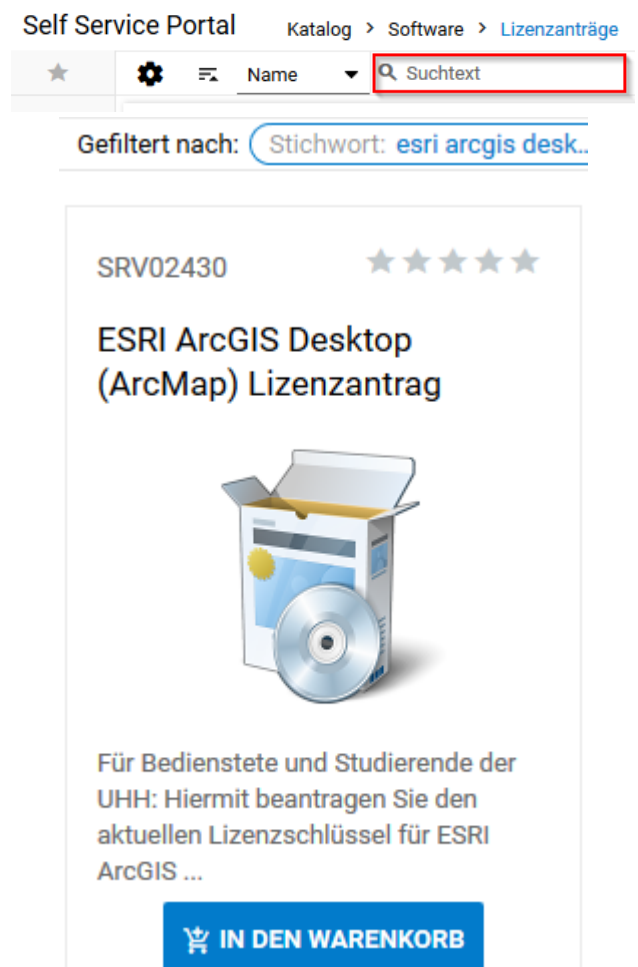 Self Service Portal Katalog > Software > Lizenzanträge
Name Suchtext
Gefiltert nach: Stichwort: esri arcgis desk..
SRV02430
ESRI ArcGIS Desktop
(ArcMap) Lizenzantrag
Für Bedienstete und Studierende der
UHH: Hiermit beantragen Sie den
aktuellen Lizenzschlüssel für ESRI
ArcGIS ...
IN DEN WARENKORB